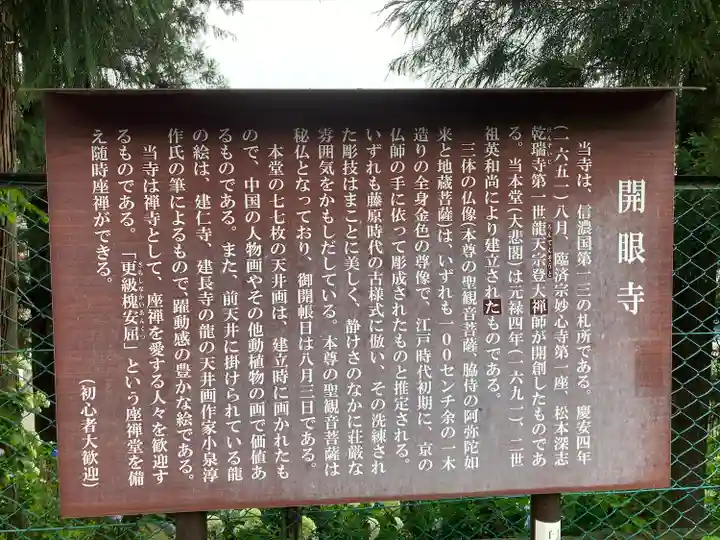 開眼寺
当寺は、信濃国第一三の札所である。慶安四年
(一六五一)八月、臨済宗妙心寺第一座、松本深志
乾瑞寺第一世龍天宗登大禅師が開創したものであ
る。当本堂(大悲閣)は元禄四年(一六九一)、二世
祖英和尚により建立されたものである。
三体の仏像(本尊の聖観音菩薩、脇侍の阿弥陀如
来と地蔵菩薩)は、いずれも一00センチ余の一木
造りの全身金色の尊像で、江戸時代初期に、京の
仏師の手に依って彫成されたものと推定される。
いずれも藤原時代の古様式に倣い、その洗練され
た彫技はまことに美しく、静けさのなかに荘厳な
雰囲気をかもしだしている。本尊の聖観音菩薩は
秘仏となっており、御開帳日は八月三日である。
本堂の七七枚の天井画は、建立時に画かれたも
ので、中国の人物画やその他動植物の画で価値あ
るものである。また、前天井に掛けられている龍
の絵は、建仁寺、建長寺の龍の天井画作家小泉淳
作氏の筆によるもので、躍動感の豊かな絵である。
当寺は禅寺として、座禅を愛する人々を歓迎す
るものである。「更級槐安屈」という座禅堂を備
さらしなかいあんくつ
え随時座禅ができる。
(初心者大歓迎)